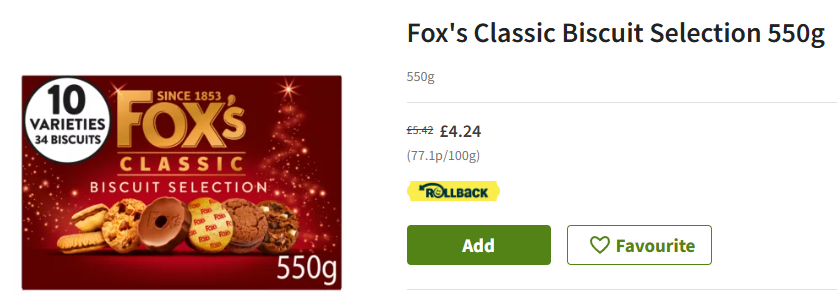 Fox's Classic Biscuit Selection 550g
550g
£5.42 £4.24
(77.1p/100g)
ROLLBACK
Add
Favourite
10
VARIETIES
34 BISCUITS
SINCE 1853
FOX's
CLASSIC
BISCUIT SELECTION
FOX'S
550g